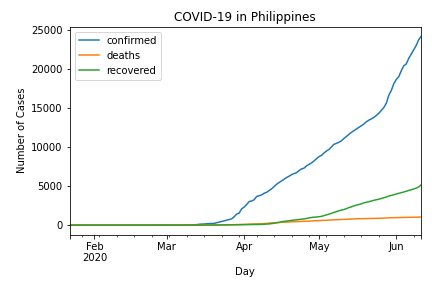 COVID-19 in Philippines
confirmed
deaths
recovered
Number of Cases
25000
20000
15000
10000
5000
0
Feb
2020
Mar
Apr
May
Jun
Day